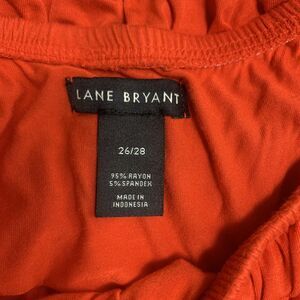 LANE BRYANT
26/28
95% RAYON
5% SPANDEX
MADE IN
INDONESIA